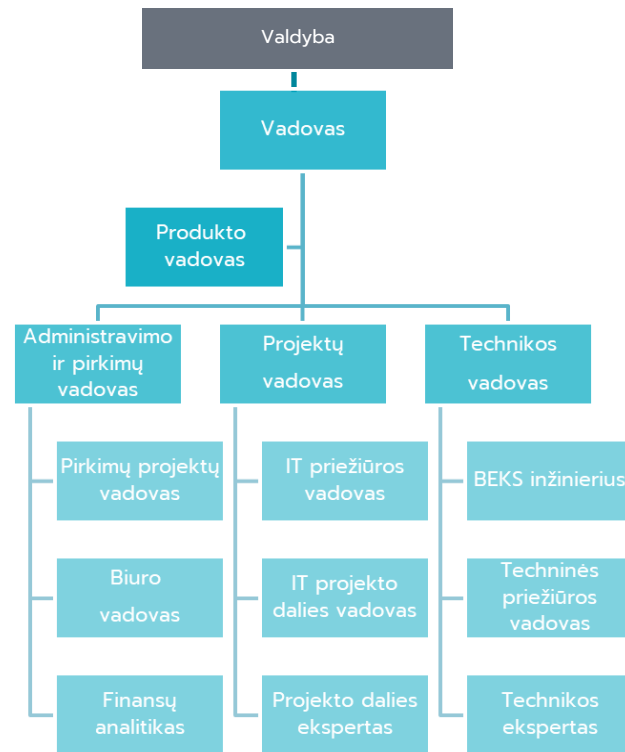 Valdyba
Vadovas
Produkto
vadovas
Administravimo
ir pirkimų
vadovas
Projektų
vadovas
Technikos
vadovas
Pirkimų projektų
vadovas
IT priežiūros
vadovas
BEKS inžinierius
Biuro
vadovas
IT projekto
dalies vadovas
Techninės
priežiūros
vadovas
Finansų
analitikas
Projekto dalies
ekspertas
Technikos
ekspertas